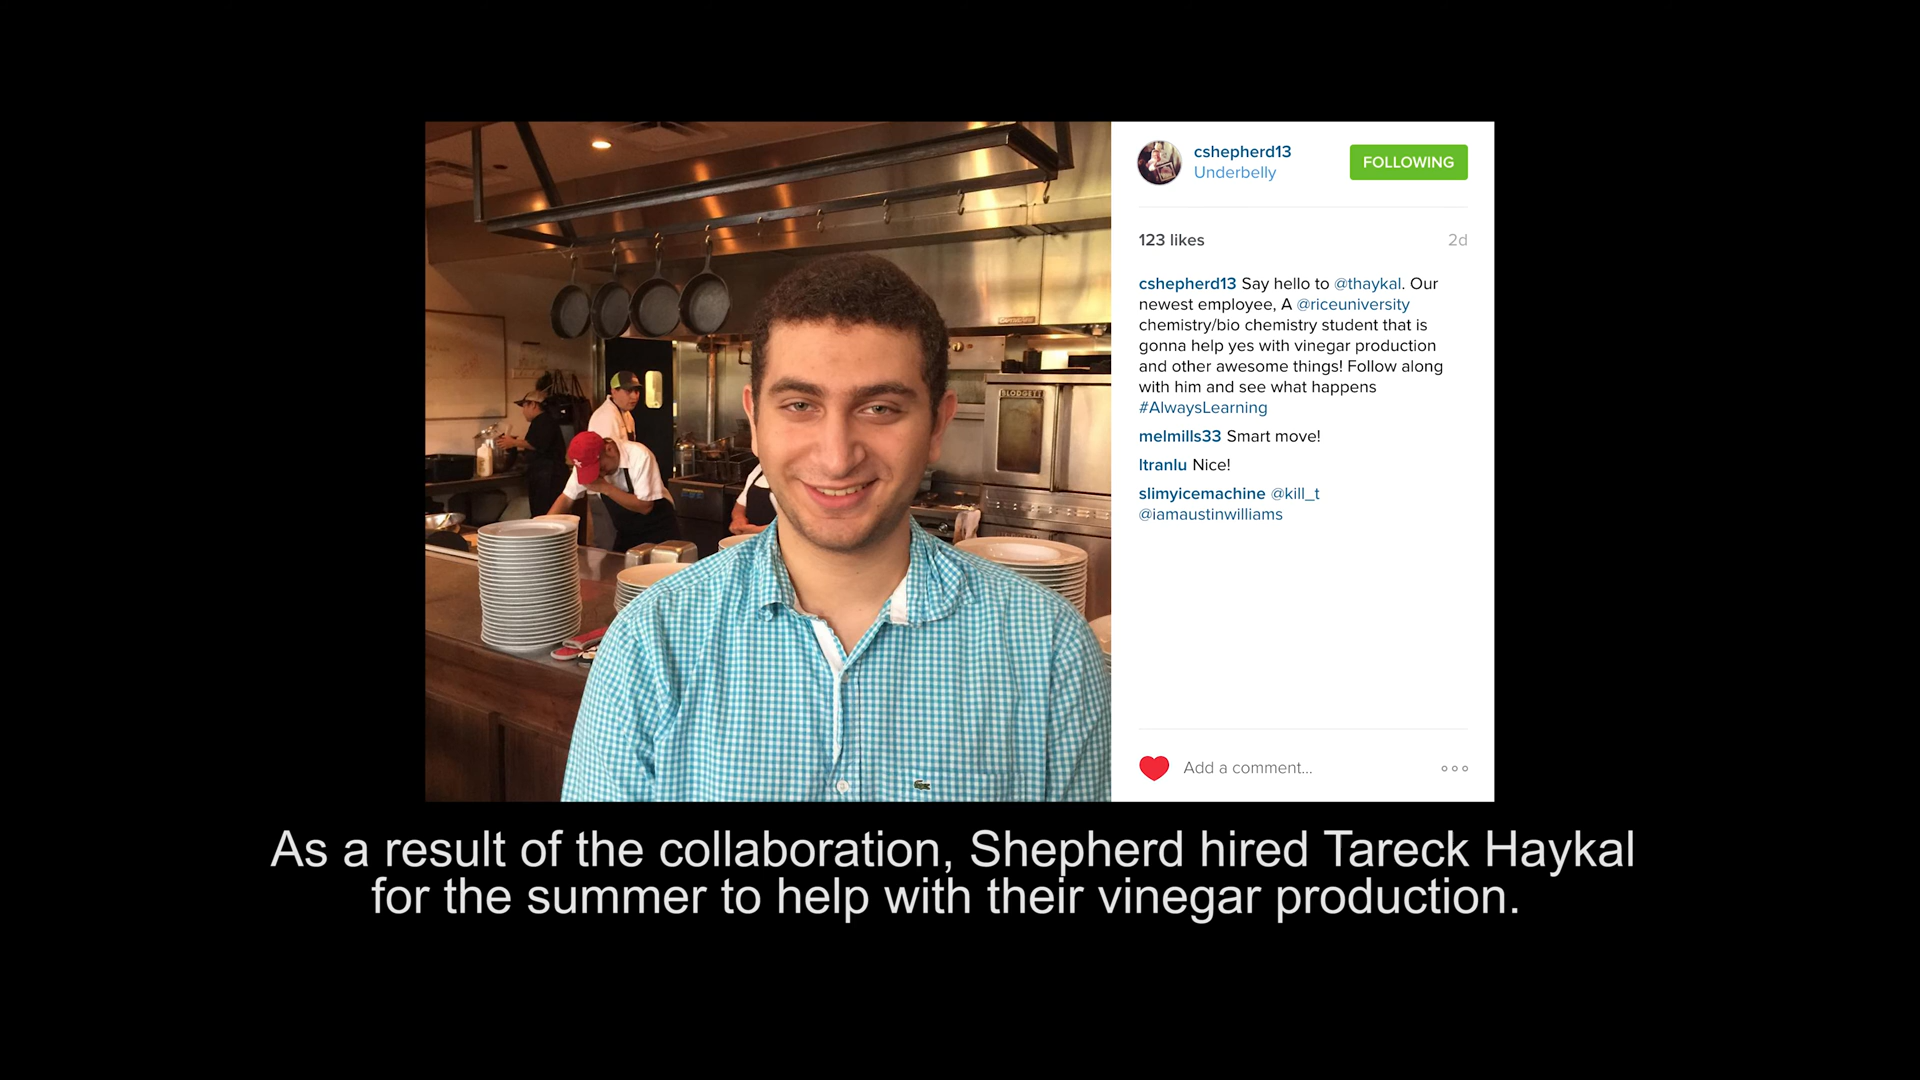 cshepherd13
Underbelly
FOLLOWING
123 likes
2d
cshepherd13 Say hello to @thaykal. Our
newest employee, A @riceuniversity
chemistry/bio chemistry student that is
gonna help yes with vinegar production
and other awesome things! Follow along
with him and see what happens
#AlwaysLearning
melmills33 Smart move!
ltranlu Nice!
slimyicemachine @kill_t
@iamaustinwilliams
Add a comment...
BLODGETT
As a result of the collaboration, Shepherd hired Tareck Haykal
for the summer to help with their vinegar production.